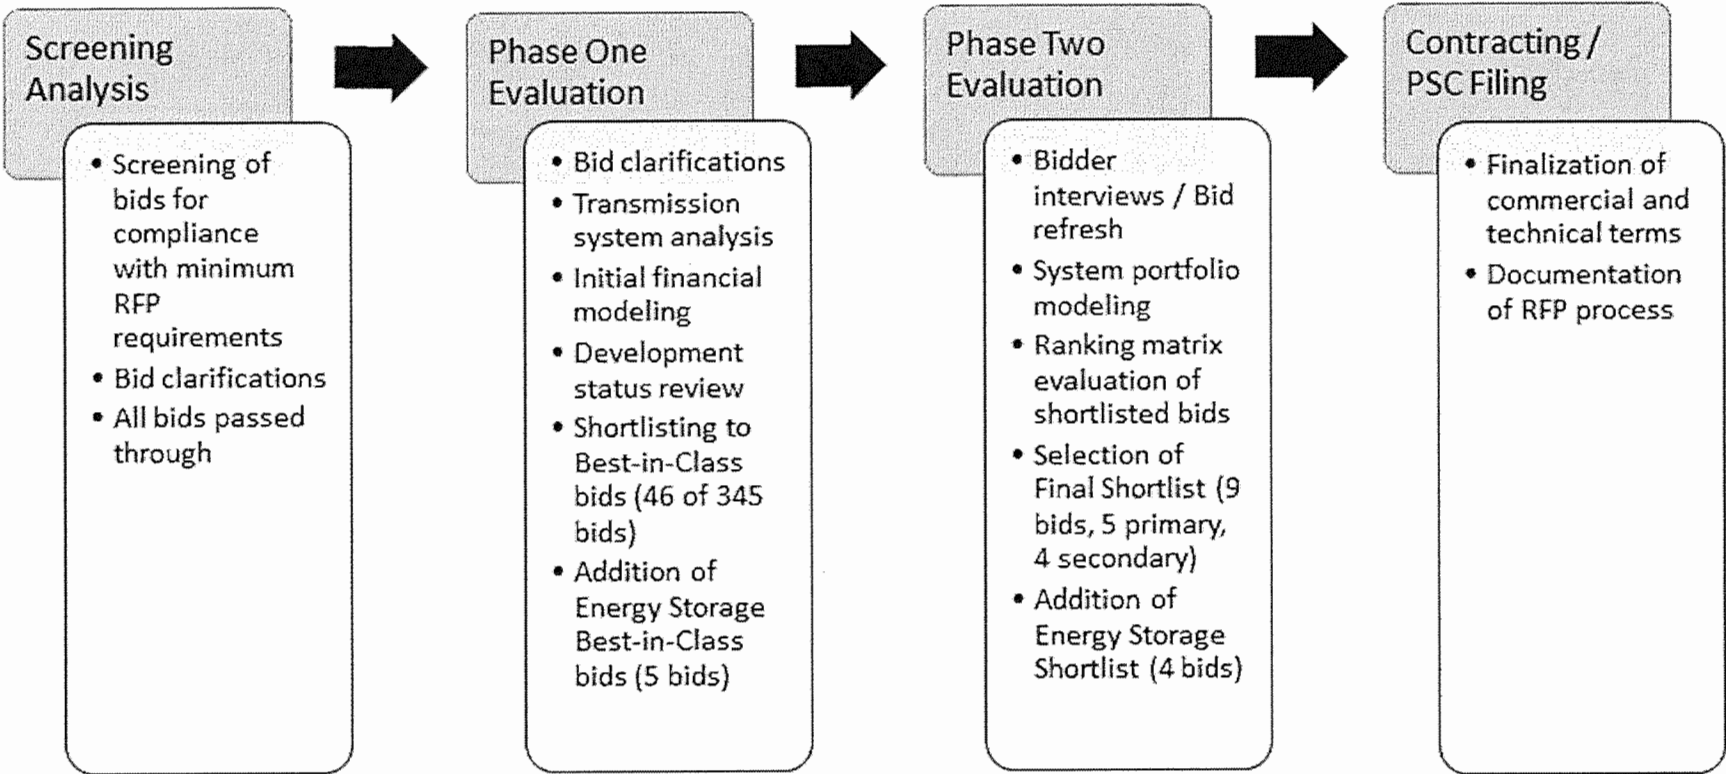 Screening
Analysis
• Screening of
bids for
compliance
with minimum
RFP
requirements
• Bid clarifications
• All bids passed
through
Phase One
Evaluation
• Bid clarifications
• Transmission
system analysis
• Initial financial
modeling
• Development
status review
• Shortlisting to
Best-in-Class
bids (46 of 345
bids)
• Addition of
Energy Storage
Best-in-Class
bids (5 bids)
Phase Two
Evaluation
• Bidder
interviews / Bid
refresh
• System portfolio
modeling
• Ranking matrix
evaluation of
shortlisted bids
• Selection of
Final Shortlist (9
bids, 5 primary,
4 secondary)
• Addition of
Energy Storage
Shortlist (4 bids)
Contracting /
PSC Filing
• Finalization of
commercial and
technical terms
• Documentation
of RFP process